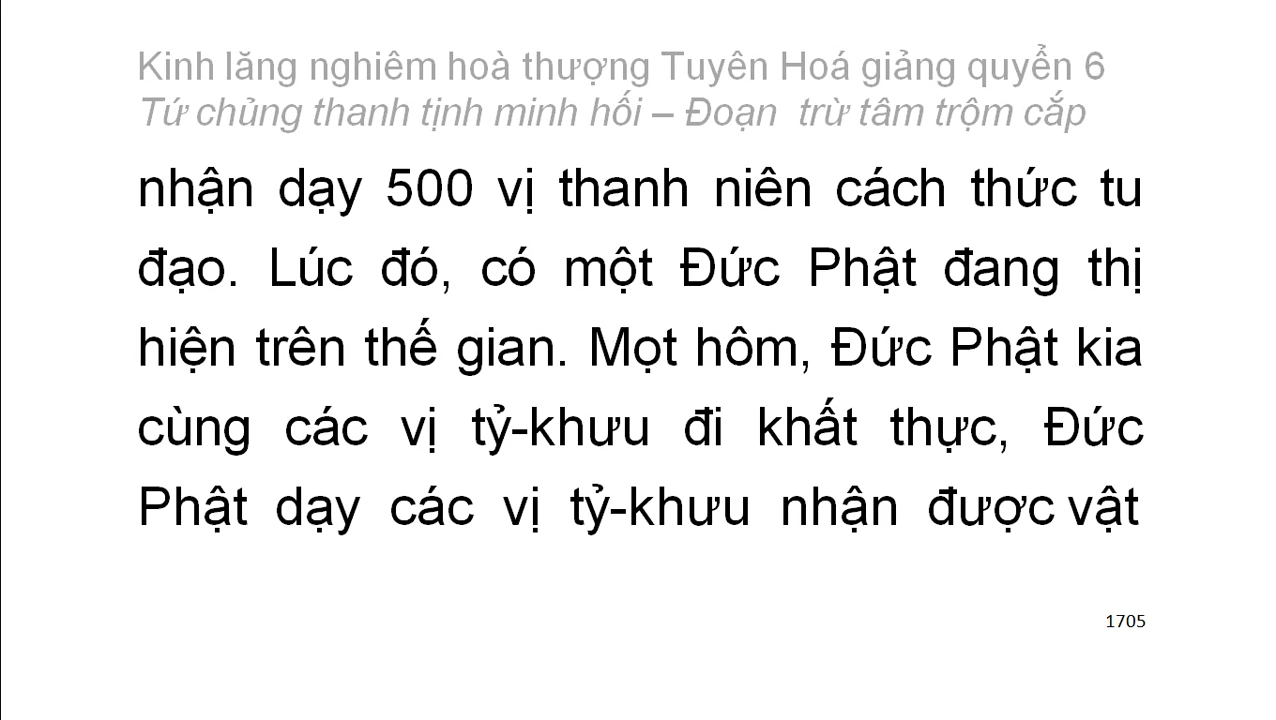 Kinh lăng nghiêm hoà thượng Tuyên Hoá giảng quyển 6
Tứ chủng thanh tịnh minh hối – Đoạn trừ tâm trộm cắp
nhận dạy 500 vị thanh niên cách thức tu
đạo. Lúc đó, có một Đức Phật đang thị
hiện trên thế gian. Mọt hôm, Đức Phật kia
cùng các vị tỷ-khưu đi khất thực, Đức
Phật dạy các vị tỷ-khưu nhận được vật
1705